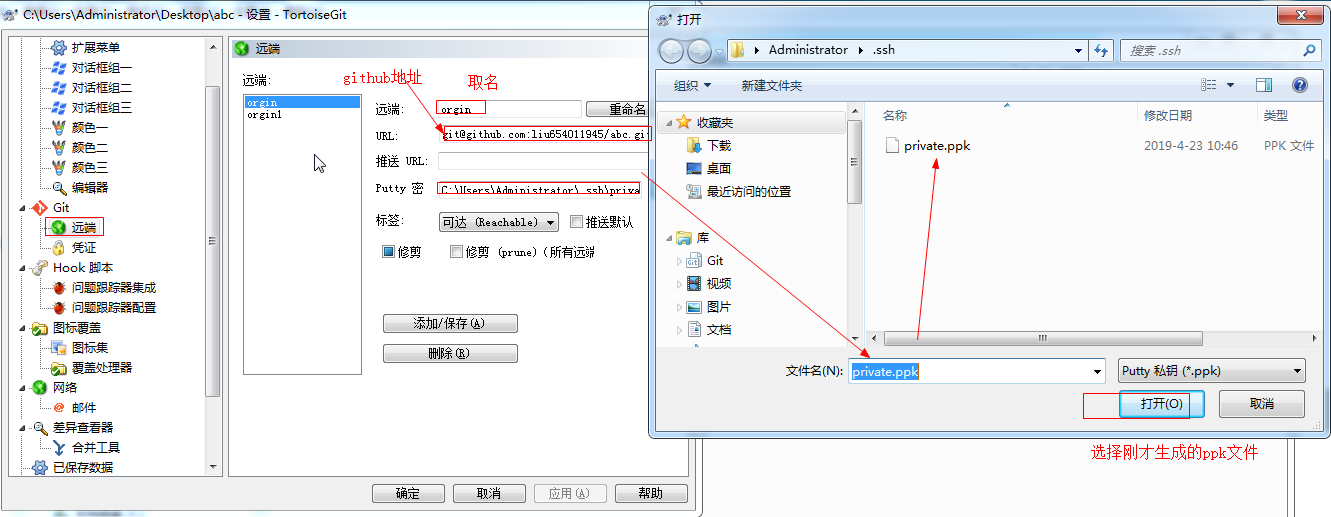 C:\Users\Administrator\Desktop\abc - 设置 - TortoiseGit
扩展菜单
对话框组一
对话框组二
对话框组三
颜色一
颜色二
颜色三
编辑器
Git
远端
凭证
Hook 脚本
问题跟踪器集成
问题跟踪器配置
图标覆盖
图标集
覆盖处理器
网络
邮件
差异查看器
合并工具
已保存数据
远端
远端:
orgin
orgin1
github地址
取名
远端:
orgin
重命名
URL:
git@github.com:liu654011945/abc.gi
推送 URL:
Putty 密
C:\Users\Administrator\.ssh\priva
标签:
可达 (Reachable)
推送默认
修剪
修剪 (prune) (所有远端
添加/保存(A)
删除(R)
确定
取消
应用(A)
帮助
打开
Administrator
.ssh
搜索 .ssh
组织
新建文件夹
收藏夹
下载
桌面
最近访问的位置
库
Git
视频
图片
文档
名称
修改日期
类型
private.ppk
2019-4-23 10:46
PPK 文件
文件名(N):
private.ppk
Putty 私钥 (*.ppk)
打开(O)
取消
选择刚才生成的ppk文件